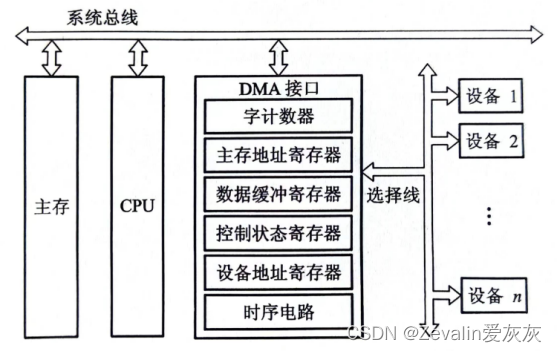 系统总线
DMA 接口
字计数器
主存地址寄存器
数据缓冲寄存器
控制状态寄存器
设备地址寄存器
时序电路
主存
CPU
选择线
设备 1
设备 2
⋮
设备 n
CSDN @Zevalin爱灰灰